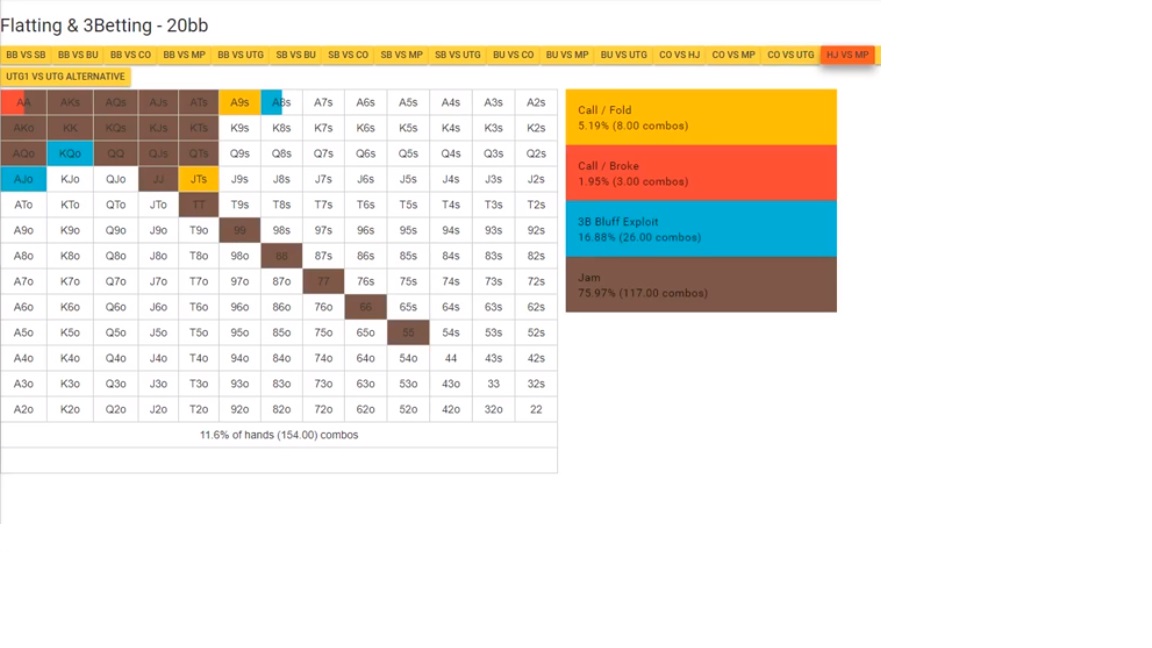 Flatting & 3Betting - 20bb
BB VS SB BB VS BU BB VS CO BB VS MP BB VS UTG SB VS BU SB VS CO SB VS MP SB VS UTG BU VS CO BU VS MP BU VS UTG CO VS HJ CO VS MP CO VS UTG HJ VS MP
UTG1 VS UTG ALTERNATIVE
AA AKs AQs AJs ATs A9s A8s A7s A6s A5s A4s A3s A2s
AKo KK KQs KJs KTs K9s K8s K7s K6s K5s K4s K3s K2s
AQo KQo QQ QJs QTs Q9s Q8s Q7s Q6s Q5s Q4s Q3s Q2s
AJo KJo QJo JJ JTs J9s J8s J7s J6s J5s J4s J3s J2s
ATo KTo QTo JTo TT T9s T8s T7s T6s T5s T4s T3s T2s
A9o K9o Q9o J9o T9o 99 98s 97s 96s 95s 94s 93s 92s
A8o K8o Q8o J8o T8o 98o 88 87s 86s 85s 84s 83s 82s
A7o K7o Q7o J7o T7o 97o 87o 77 76s 75s 74s 73s 72s
A6o K6o Q6o J6o T6o 96o 86o 76o 66 65s 64s 63s 62s
A5o K5o Q5o J5o T5o 95o 85o 75o 65o 55 54s 53s 52s
A4o K4o Q4o J4o T4o 94o 84o 74o 64o 54o 44 43s 42s
A3o K3o Q3o J3o T3o 93o 83o 73o 63o 53o 43o 33 32s
A2o K2o Q2o J2o T2o 92o 82o 72o 62o 52o 42o 32o 22
11.6% of hands (154.00) combos
Call / Fold
5.19% (8.00 combos)
Call / Broke
1.95% (3.00 combos)
3B Bluff Exploit
16.88% (26.00 combos)
Jam
75.97% (117.00 combos)